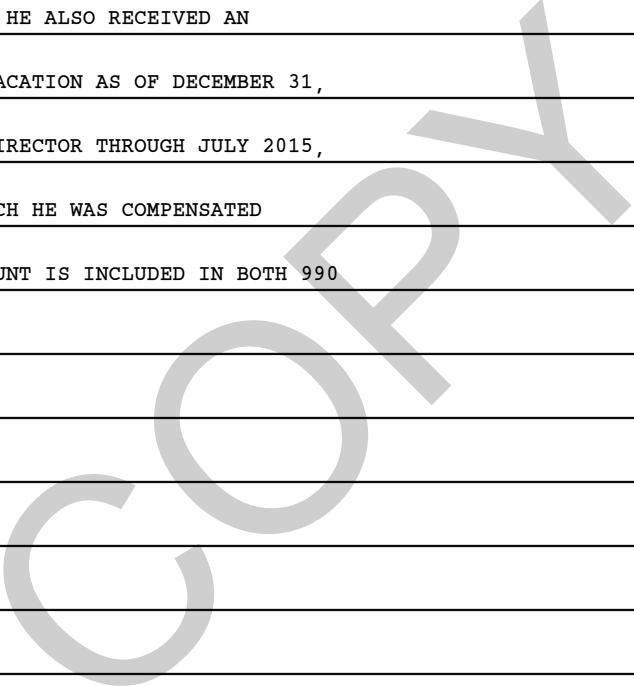 HE ALSO RECEIVED AN
ACATION AS OF DECEMBER 31,
IRECTOR THROUGH JULY 2015,
CH HE WAS COMPENSATED
UNT IS INCLUDED IN BOTH 990
COPY